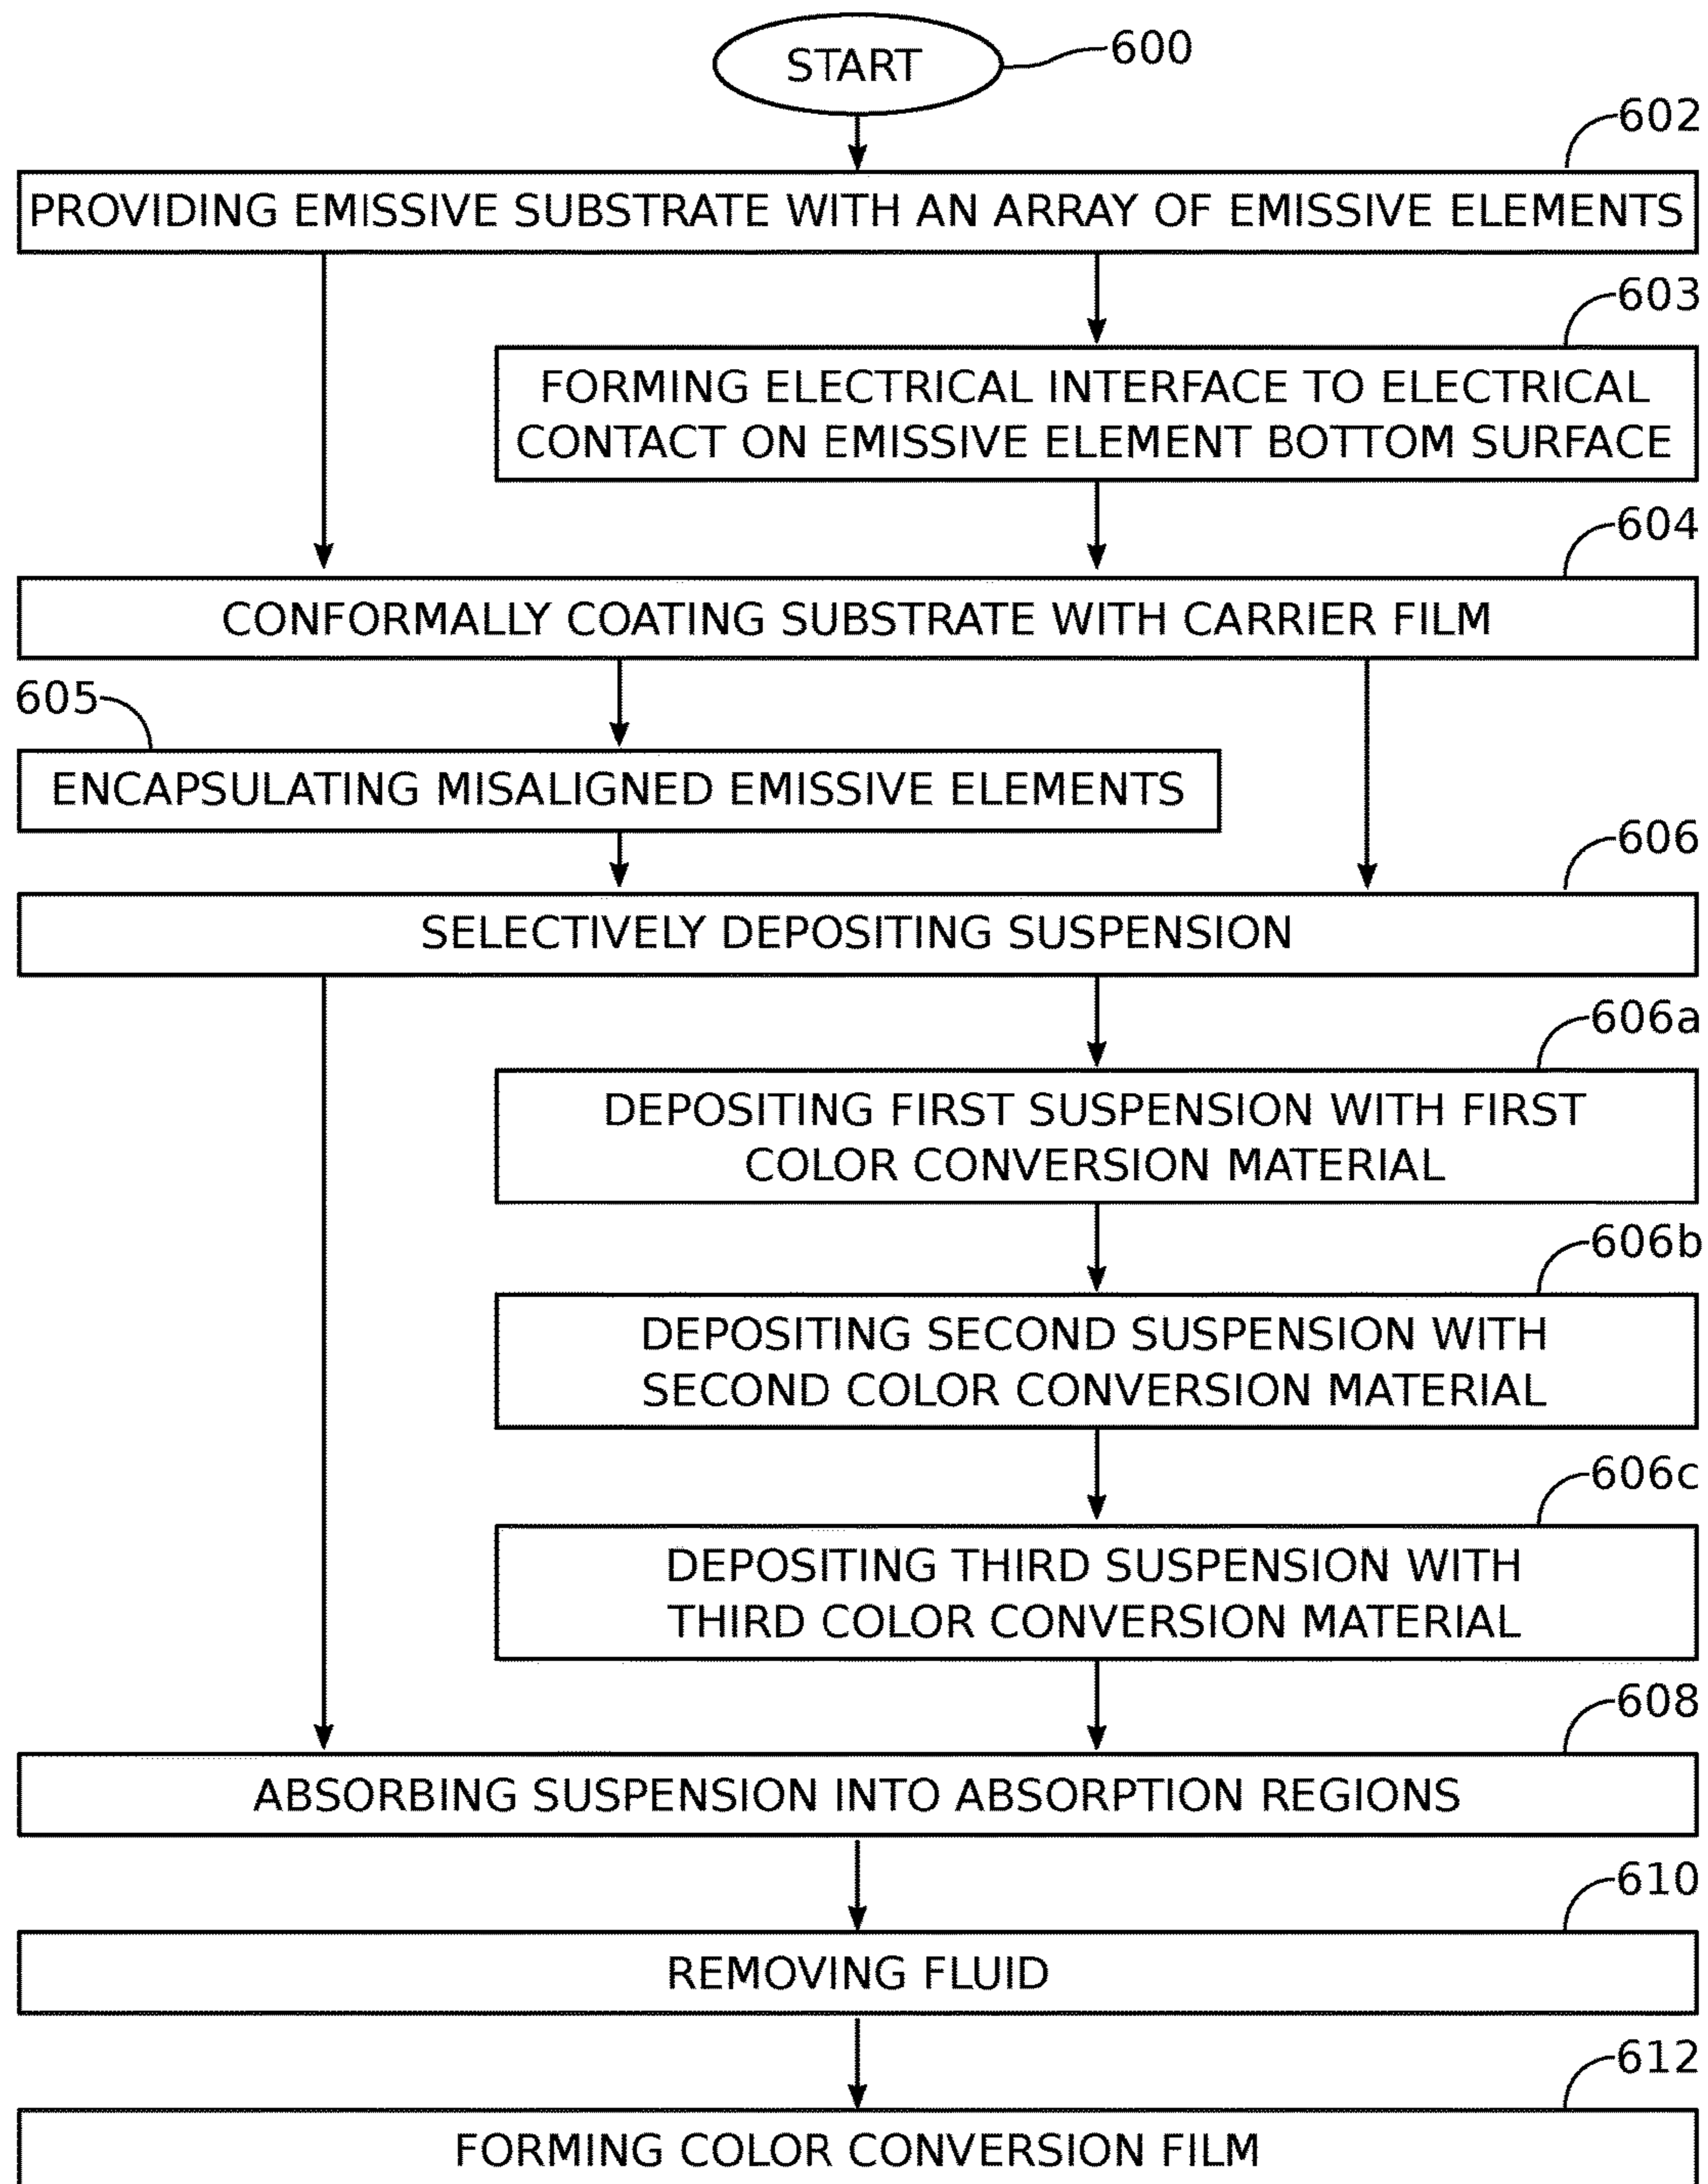 START
600
602
PROVIDING EMISSIVE SUBSTRATE WITH AN ARRAY OF EMISSIVE ELEMENTS
603
FORMING ELECTRICAL INTERFACE TO ELECTRICAL
CONTACT ON EMISSIVE ELEMENT BOTTOM SURFACE
604
CONFORMALLY COATING SUBSTRATE WITH CARRIER FILM
605
ENCAPSULATING MISALIGNED EMISSIVE ELEMENTS
606
SELECTIVELY DEPOSITING SUSPENSION
606a
DEPOSITING FIRST SUSPENSION WITH FIRST
COLOR CONVERSION MATERIAL
606b
DEPOSITING SECOND SUSPENSION WITH
SECOND COLOR CONVERSION MATERIAL
606c
DEPOSITING THIRD SUSPENSION WITH
THIRD COLOR CONVERSION MATERIAL
608
ABSORBING SUSPENSION INTO ABSORPTION REGIONS
610
REMOVING FLUID
612
FORMING COLOR CONVERSION FILM